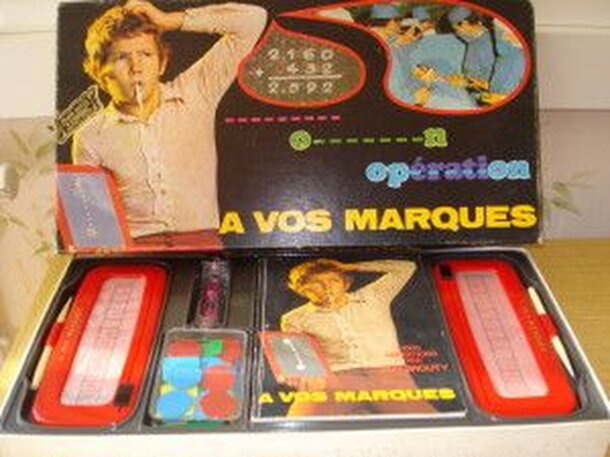 2.160
+ 432
2.592
o-------n
opération
A VOS MARQUES
A VOS MARQUES